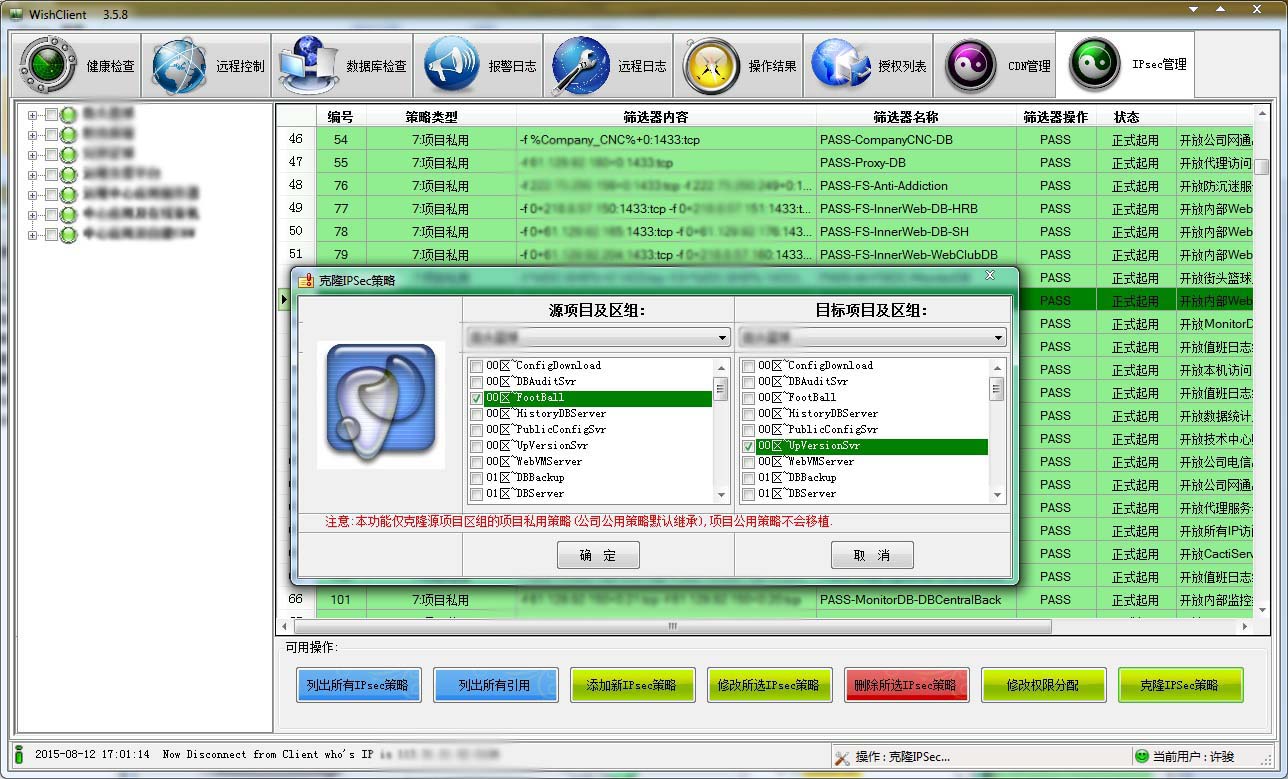 WishClient 3.5.8
健康检查 远程控制 数据库检查 报警日志 远程日志 操作结果 授权列表 CDN管理 IPsec管理
编号 策略类型 筛选器内容 筛选器名称 筛选器操作 状态
46 54 7:项目私用 -f %Company_CNC%+0:1433:tcp PASS-CompanyCNC-DB PASS 正式起用 开放公司网通
47 55 7:项目私用 PASS-Proxy-DB PASS 正式起用 开放代理访问
48 76 7:项目私用 PASS-FS-Anti-Addiction PASS 正式起用 开放防沉迷服
49 77 7:项目私用 PASS-FS-InnerWeb-DB-HRB PASS 正式起用 开放内部Web
50 78 7:项目私用 PASS-FS-InnerWeb-DB-SH PASS 正式起用 开放内部Web
51 79 7:项目私用 PASS-FS-InnerWeb-WebClubDB PASS 正式起用 开放内部Web
PASS 正式起用 开放街头篮球
PASS 正式起用 开放内部Web
PASS 正式起用 开放MonitorD
PASS 正式起用 开放值班日志
PASS 正式起用 开放本机访问
PASS 正式起用 开放值班日志
PASS 正式起用 开放数据统计
PASS 正式起用 开放技术中心
PASS 正式起用 开放公司电信
PASS 正式起用 开放公司网通
PASS 正式起用 开放代理服务
PASS 正式起用 开放所有IP访
PASS 正式起用 开放CactiServ
PASS 正式起用 开放值班日志
66 101 7:项目私用 PASS-MonitorDB-DBCentralBack PASS 正式起用 开放内部监控
克隆IPSec策略
源项目及区组: 目标项目及区组:
00区~ConfigDownload
00区~DBAuditSvr
00区~FootBall
00区~HistoryDBServer
00区~PublicConfigSvr
00区~UpVersionSvr
00区~WebVMServer
01区~DBBackup
01区~DBServer
00区~ConfigDownload
00区~DBAuditSvr
00区~FootBall
00区~HistoryDBServer
00区~PublicConfigSvr
00区~UpVersionSvr
00区~WebVMServer
01区~DBBackup
01区~DBServer
注意:本功能仅克隆源项目区组的项目私用策略(公司公用策略默认继承),项目公用策略不会移植.
确 定 取 消
可用操作:
列出所有IPsec策略 列出所有引用 添加新IPsec策略 修改所选IPsec策略 删除所选IPsec策略 修改权限分配 克隆IPSec策略
2015-08-12 17:01:14 Now Disconnect from Client who's IP is
操作 : 克隆IPSec... 当前用户 : 许骏